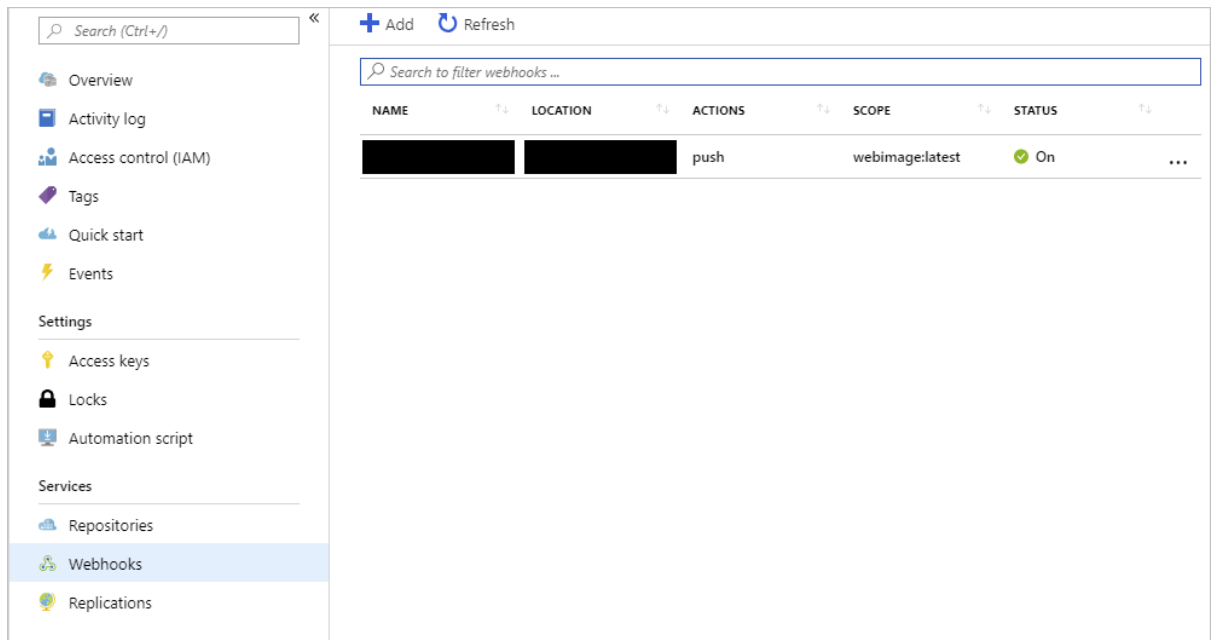 Search (Ctrl+/)
«
Overview
Activity log
Access control (IAM)
Tags
Quick start
Events
Settings
Access keys
Locks
Automation script
Services
Repositories
Webhooks
Replications
Add Refresh
Search to filter webhooks ...
NAME LOCATION ACTIONS SCOPE STATUS
push webimage:latest On ...